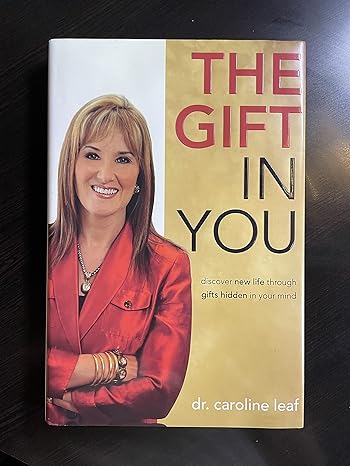 THE
GIFT
IN
YOU
discover new life through
gifts hidden in your mind
dr. caroline leaf